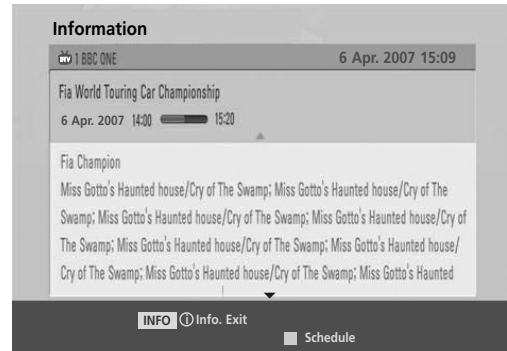 Information
DTV 1 BBC ONE 6 Apr. 2007 15:09
Fia World Touring Car Championship
6 Apr. 2007 14:00 15:20
Fia Champion
Miss Gotto's Haunted house/Cry of The Swamp; Miss Gotto's Haunted house/Cry of The
Swamp; Miss Gotto's Haunted house/Cry of The Swamp; Miss Gotto's Haunted house/Cry of
The Swamp; Miss Gotto's Haunted house/Cry of The Swamp; Miss Gotto's Haunted house/
Cry of The Swamp; Miss Gotto's Haunted house/Cry of The Swamp; Miss Gotto's Haunted
INFO ⓘ Info. Exit
Schedule